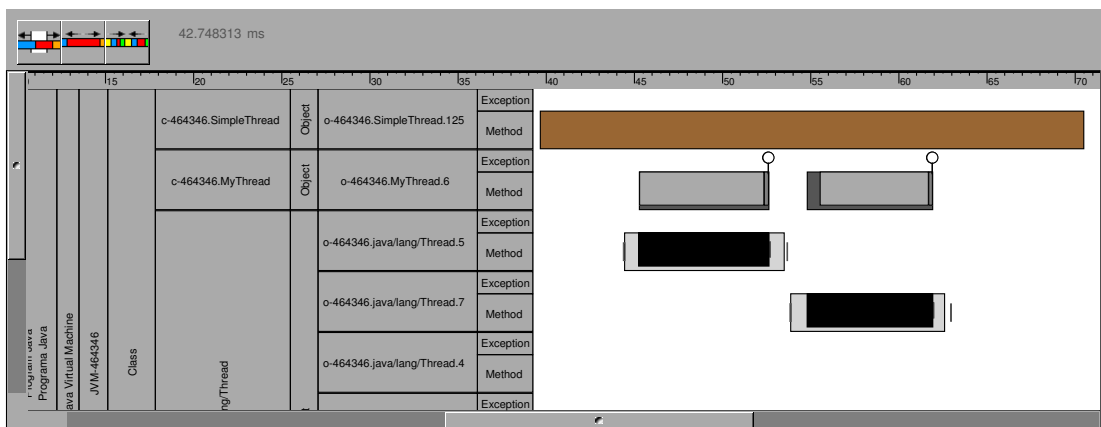 42.748313 ms
15 20 25 30 35 40 45 50 55 60 65 70
Programa Java
Virtual Machine
JVM-464346
Class
c-464346.SimpleThread
Object
o-464346.SimpleThread.125
Exception
Method
c-464346.MyThread
Object
o-464346.MyThread.6
Exception
Method
o-464346.java/lang/Thread.5
Exception
Method
o-464346.java/lang/Thread.7
Exception
Method
ng/Thread
o-464346.java/lang/Thread.4
Exception
Method
Exception